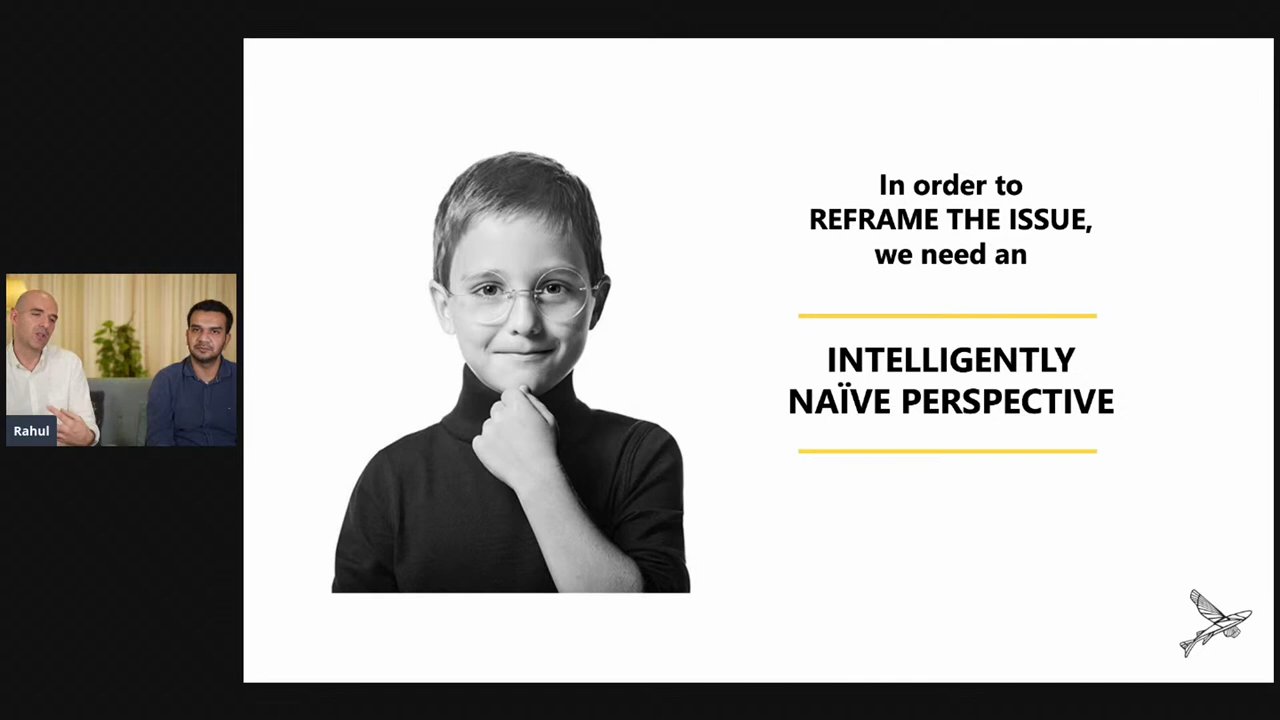 In order to
REFRAME THE ISSUE,
we need an
INTELLIGENTLY
NAÏVE PERSPECTIVE
Rahul